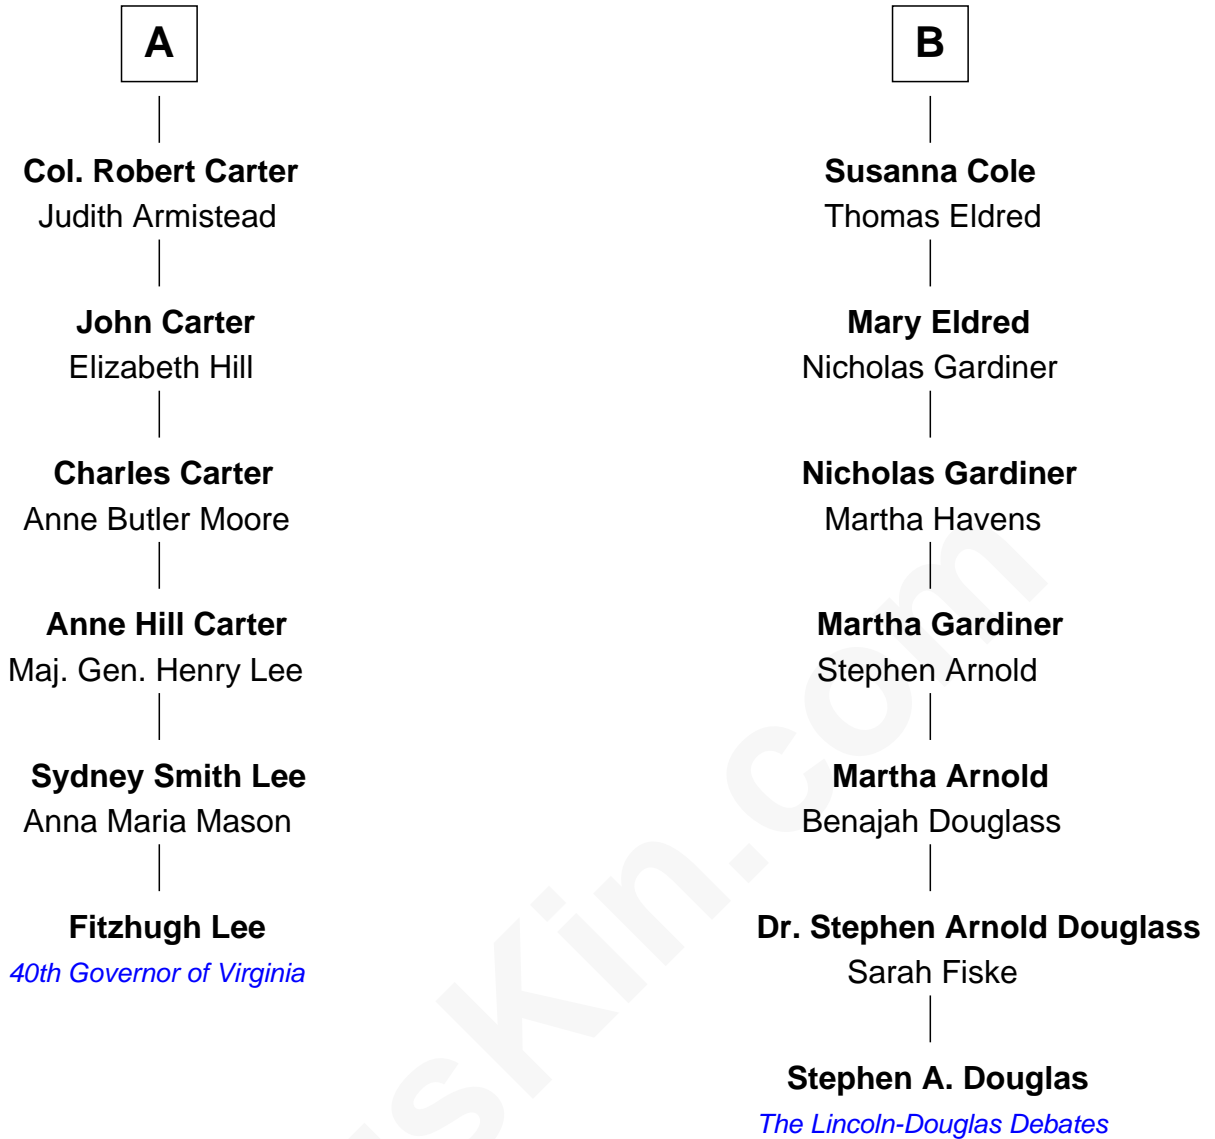 A
Col. Robert Carter
Judith Armistead
John Carter
Elizabeth Hill
Charles Carter
Anne Butler Moore
Anne Hill Carter
Maj. Gen. Henry Lee
Sydney Smith Lee
Anna Maria Mason
Fitzhugh Lee
40th Governor of Virginia
B
Susanna Cole
Thomas Eldred
Mary Eldred
Nicholas Gardiner
Nicholas Gardiner
Martha Havens
Martha Gardiner
Stephen Arnold
Martha Arnold
Benajah Douglass
Dr. Stephen Arnold Douglass
Sarah Fiske
Stephen A. Douglas
The Lincoln-Douglas Debates